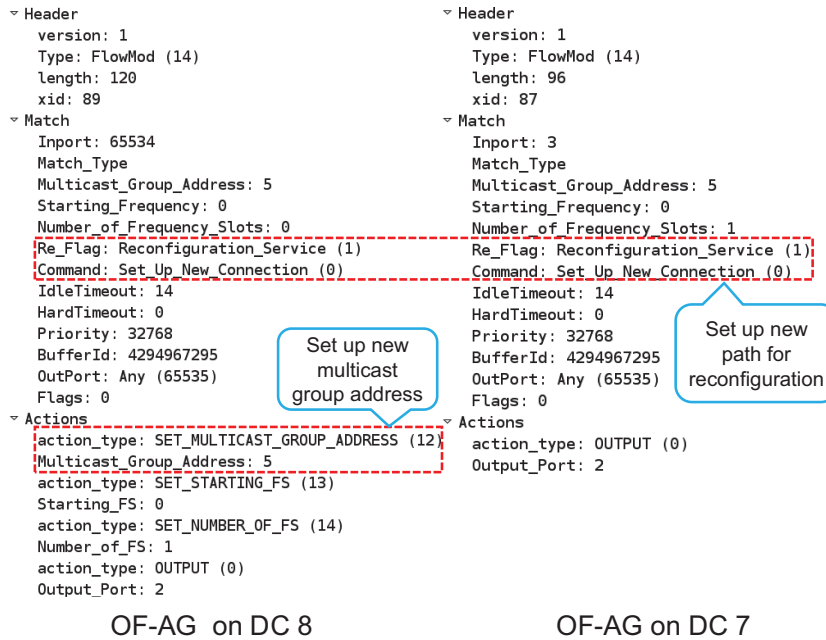 ▿ Header
version: 1
Type: FlowMod (14)
length: 120
xid: 89
▿ Match
Inport: 65534
Match_Type
Multicast_Group_Address: 5
Starting_Frequency: 0
Number_of_Frequency_Slots: 0
Re_Flag: Reconfiguration_Service (1)
Command: Set_Up_New_Connection (0)
IdleTimeout: 14
HardTimeout: 0
Priority: 32768
BufferId: 4294967295
OutPort: Any (65535)
Flags: 0
▿ Actions
action_type: SET_MULTICAST_GROUP_ADDRESS (12)
Multicast_Group_Address: 5
action_type: SET_STARTING_FS (13)
Starting_FS: 0
action_type: SET_NUMBER_OF_FS (14)
Number_of_FS: 1
action_type: OUTPUT (0)
Output_Port: 2
Set up new
multicast
group address
OF-AG on DC 8
▿ Header
version: 1
Type: FlowMod (14)
length: 96
xid: 87
▿ Match
Inport: 3
Match_Type
Multicast_Group_Address: 5
Starting_Frequency: 0
Number_of_Frequency_Slots: 1
Re_Flag: Reconfiguration_Service (1)
Command: Set_Up_New_Connection (0)
IdleTimeout: 14
HardTimeout: 0
Priority: 32768
BufferId: 4294967295
OutPort: Any (65535)
Flags: 0
▿ Actions
action_type: OUTPUT (0)
Output_Port: 2
Set up new
path for
reconfiguration
OF-AG on DC 7